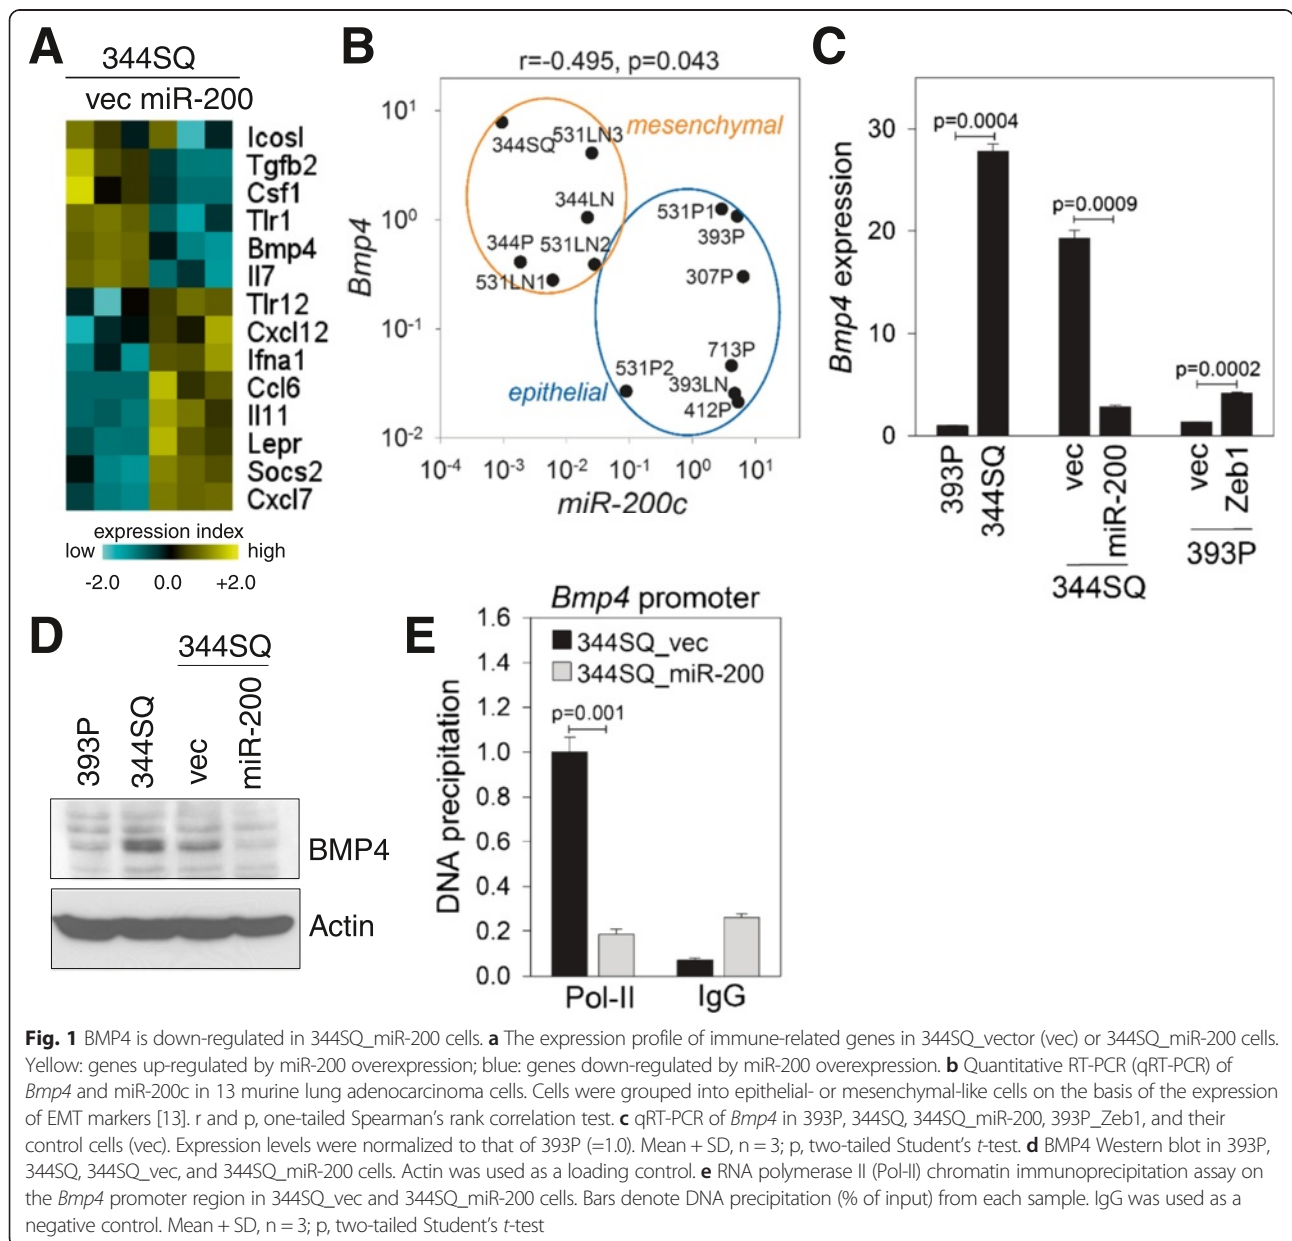 A
344SQ
vec miR-200
Icosl
Tgfb2
Csf1
Tlr1
Bmp4
Il7
Tlr12
Cxcl12
Ifna1
Ccl6
Il11
Lepr
Socs2
Cxcl7
expression index
low high
-2.0 0.0 +2.0
B
r=-0.495, p=0.043
Bmp4
10¹
10⁰
10⁻¹
10⁻²
mesenchymal
344SQ
531LN3
344LN
344P
531LN2
531LN1
531P1
393P
307P
713P
531P2
393LN
412P
epithelial
10⁻⁴ 10⁻³ 10⁻² 10⁻¹ 10⁰ 10¹
miR-200c
C
Bmp4 expression
30
20
10
0
p=0.0004
p=0.0009
p=0.0002
393P
344SQ
vec
miR-200
vec
Zeb1
344SQ
393P
D
344SQ
393P
344SQ
vec
miR-200
BMP4
Actin
E
Bmp4 promoter
DNA precipitation
1.6
1.4
1.2
1.0
0.8
0.6
0.4
0.2
0.0
344SQ_vec
344SQ_miR-200
p=0.001
Pol-II IgG
Fig. 1 BMP4 is down-regulated in 344SQ_miR-200 cells. a The expression profile of immune-related genes in 344SQ_vector (vec) or 344SQ_miR-200 cells.
Yellow: genes up-regulated by miR-200 overexpression; blue: genes down-regulated by miR-200 overexpression. b Quantitative RT-PCR (qRT-PCR) of
Bmp4 and miR-200c in 13 murine lung adenocarcinoma cells. Cells were grouped into epithelial- or mesenchymal-like cells on the basis of the expression
of EMT markers [13]. r and p, one-tailed Spearman's rank correlation test. c qRT-PCR of Bmp4 in 393P, 344SQ, 344SQ_miR-200, 393P_Zeb1, and their
control cells (vec). Expression levels were normalized to that of 393P (=1.0). Mean + SD, n = 3; p, two-tailed Student's t-test. d BMP4 Western blot in 393P,
344SQ, 344SQ_vec, and 344SQ_miR-200 cells. Actin was used as a loading control. e RNA polymerase II (Pol-II) chromatin immunoprecipitation assay on
the Bmp4 promoter region in 344SQ_vec and 344SQ_miR-200 cells. Bars denote DNA precipitation (% of input) from each sample. IgG was used as a
negative control. Mean + SD, n = 3; p, two-tailed Student's t-test